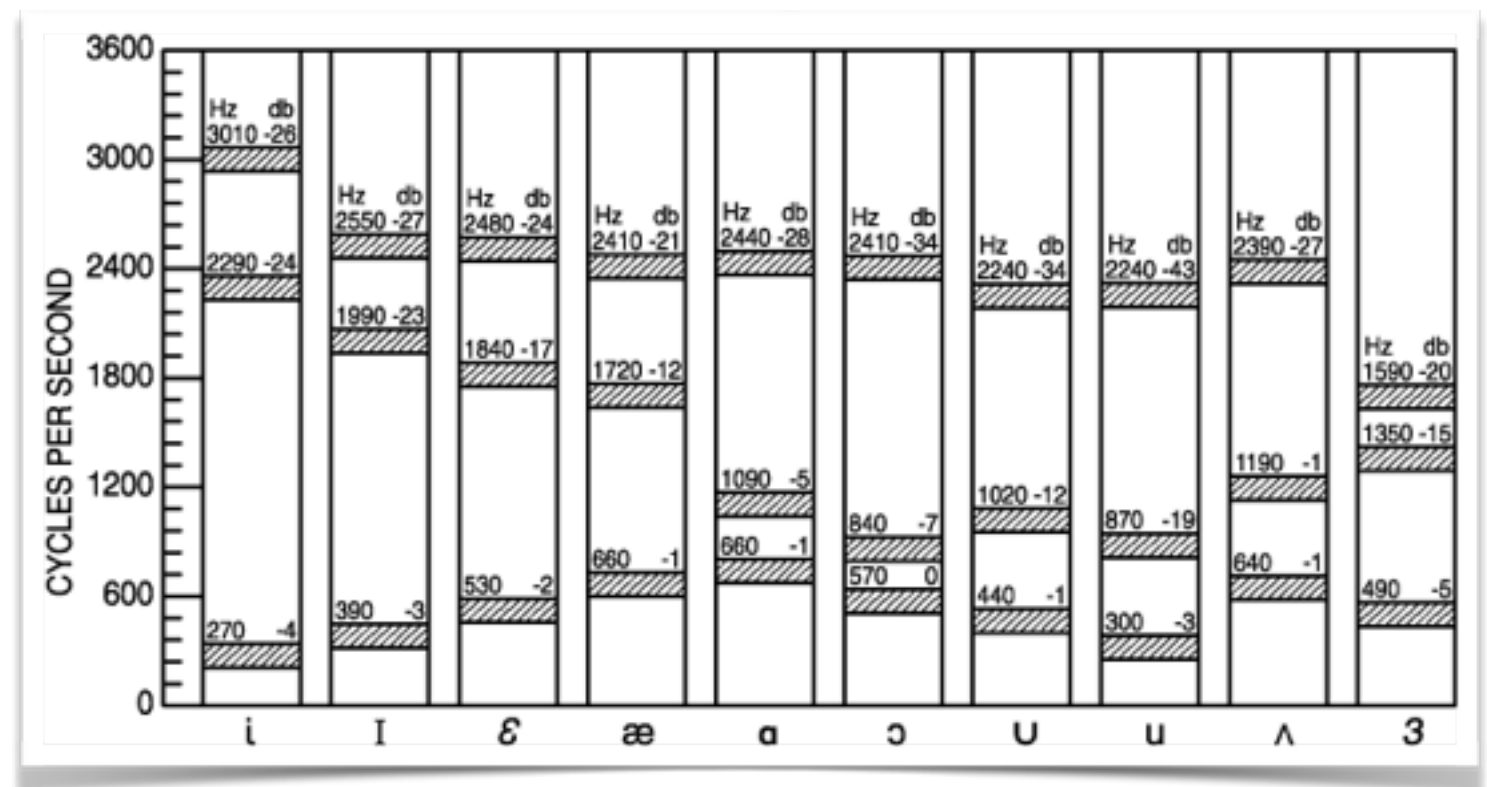 CYCLES PER SECOND
3600
3000
2400
1800
1200
600
0
Hz db
3010 -26
2290 -24
270 -4
i
Hz db
2550 -27
1990 -23
390 -3
I
Hz db
2480 -24
1840 -17
530 -2
Ɛ
Hz db
2410 -21
1720 -12
660 -1
æ
Hz db
2440 -28
1090 -5
660 -1
ɑ
Hz db
2410 -34
840 -7
570 0
ɔ
Hz db
2240 -34
1020 -12
440 -1
U
Hz db
2240 -43
870 -19
300 -3
u
Hz db
2390 -27
1190 -1
640 -1
ʌ
Hz db
1590 -20
1350 -15
490 -5
3